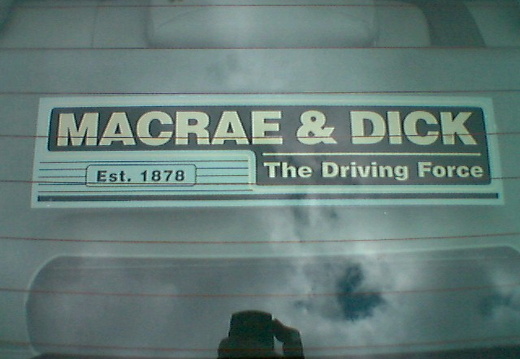 MACRAE & DICK
Est. 1878
The Driving Force